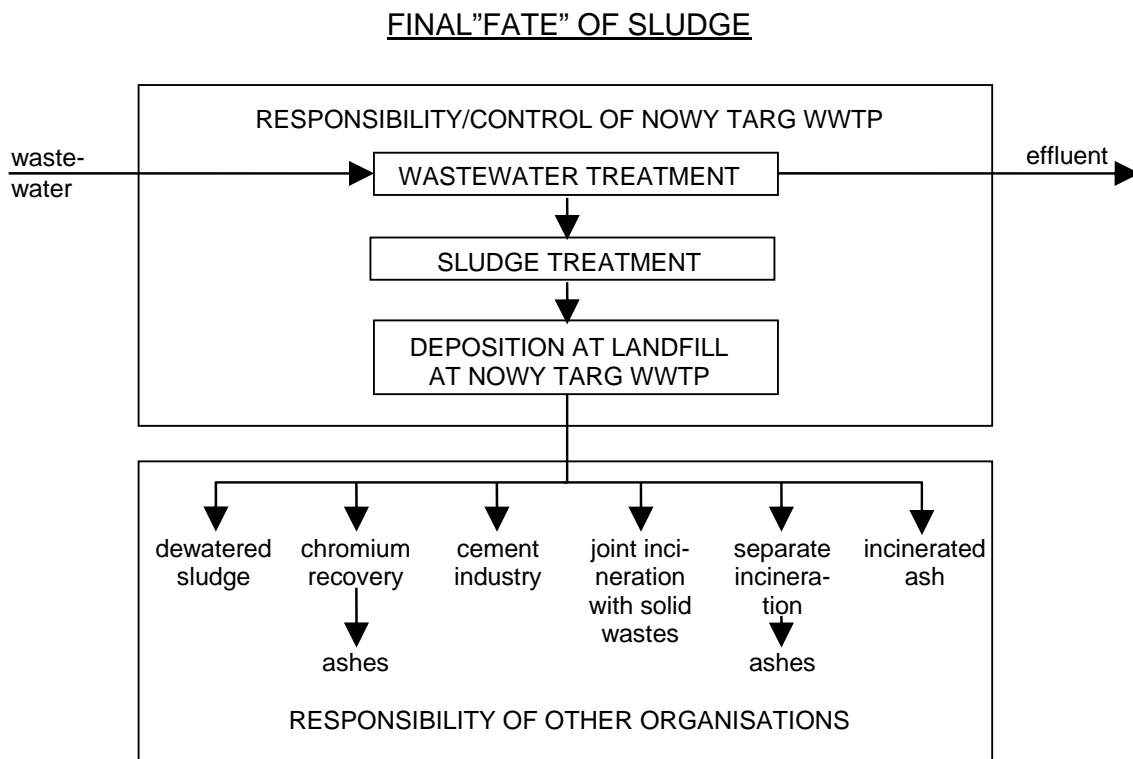 FINAL"FATE" OF SLUDGE
RESPONSIBILITY/CONTROL OF NOWY TARG WWTP
waste-
water
WASTEWATER TREATMENT
effluent
SLUDGE TREATMENT
DEPOSITION AT LANDFILL
AT NOWY TARG WWTP
dewatered
sludge
chromium
recovery
ashes
cement
industry
joint inci-
neration
with solid
wastes
separate
incinera-
tion
ashes
incinerated
ash
RESPONSIBILITY OF OTHER ORGANISATIONS